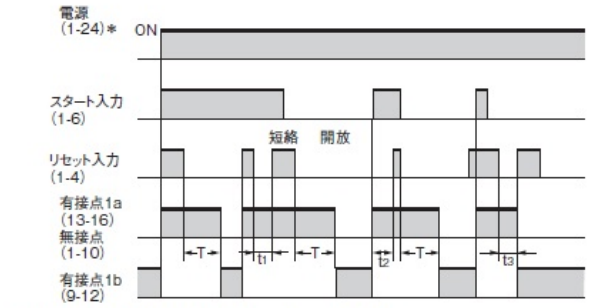 電源
(1-24)* ON
スタート入力
(1-6)
短絡 開放
リセット入力
(1-4)
有接点1a
(13-16)
無接点
(1-10)
T t1 T t2 T t3
有接点1b
(9-12)